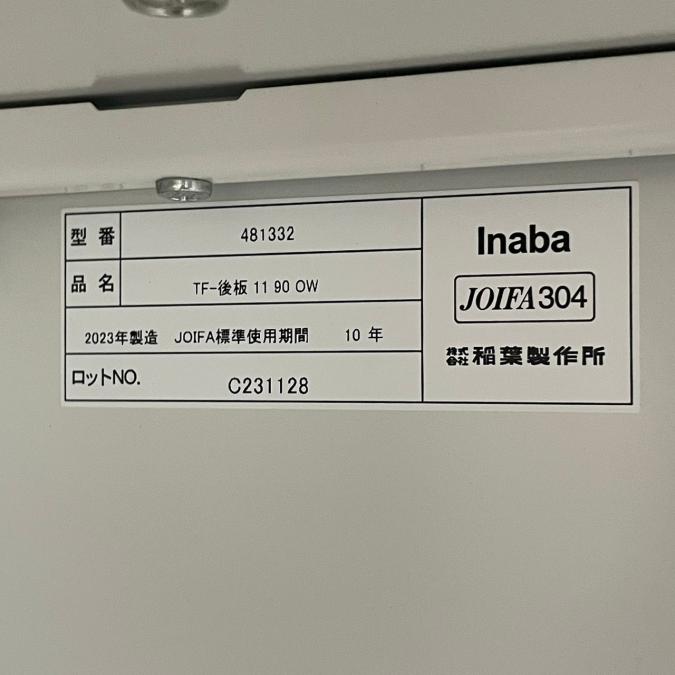 型番 481332
品名 TF-後板 11 90 OW
2023年製造 JOIFA標準使用期間 10 年
ロットNO. C231128
Inaba
JOIFA304
株式会社 稲葉製作所